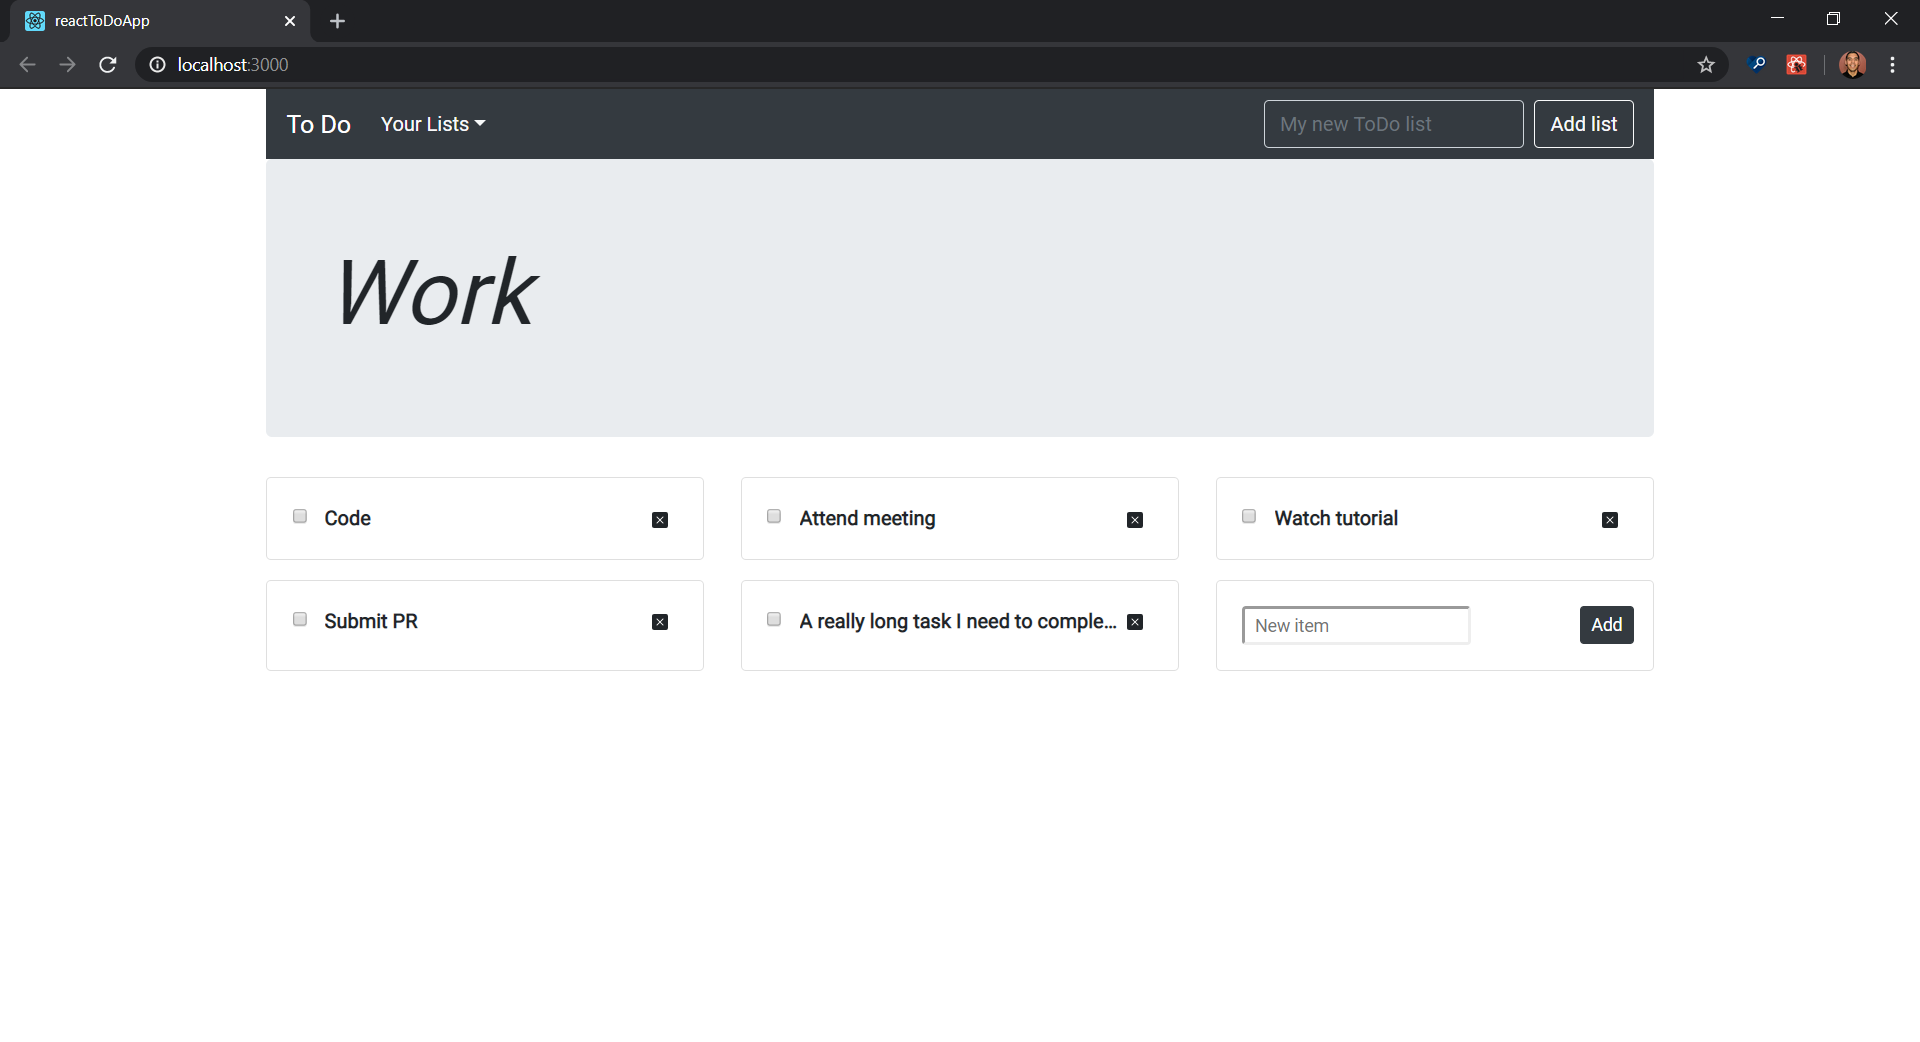 reactToDoApp
localhost:3000
To Do Your Lists My new ToDo list Add list
Work
Code
Attend meeting
Watch tutorial
Submit PR
A really long task I need to comple...
New item
Add